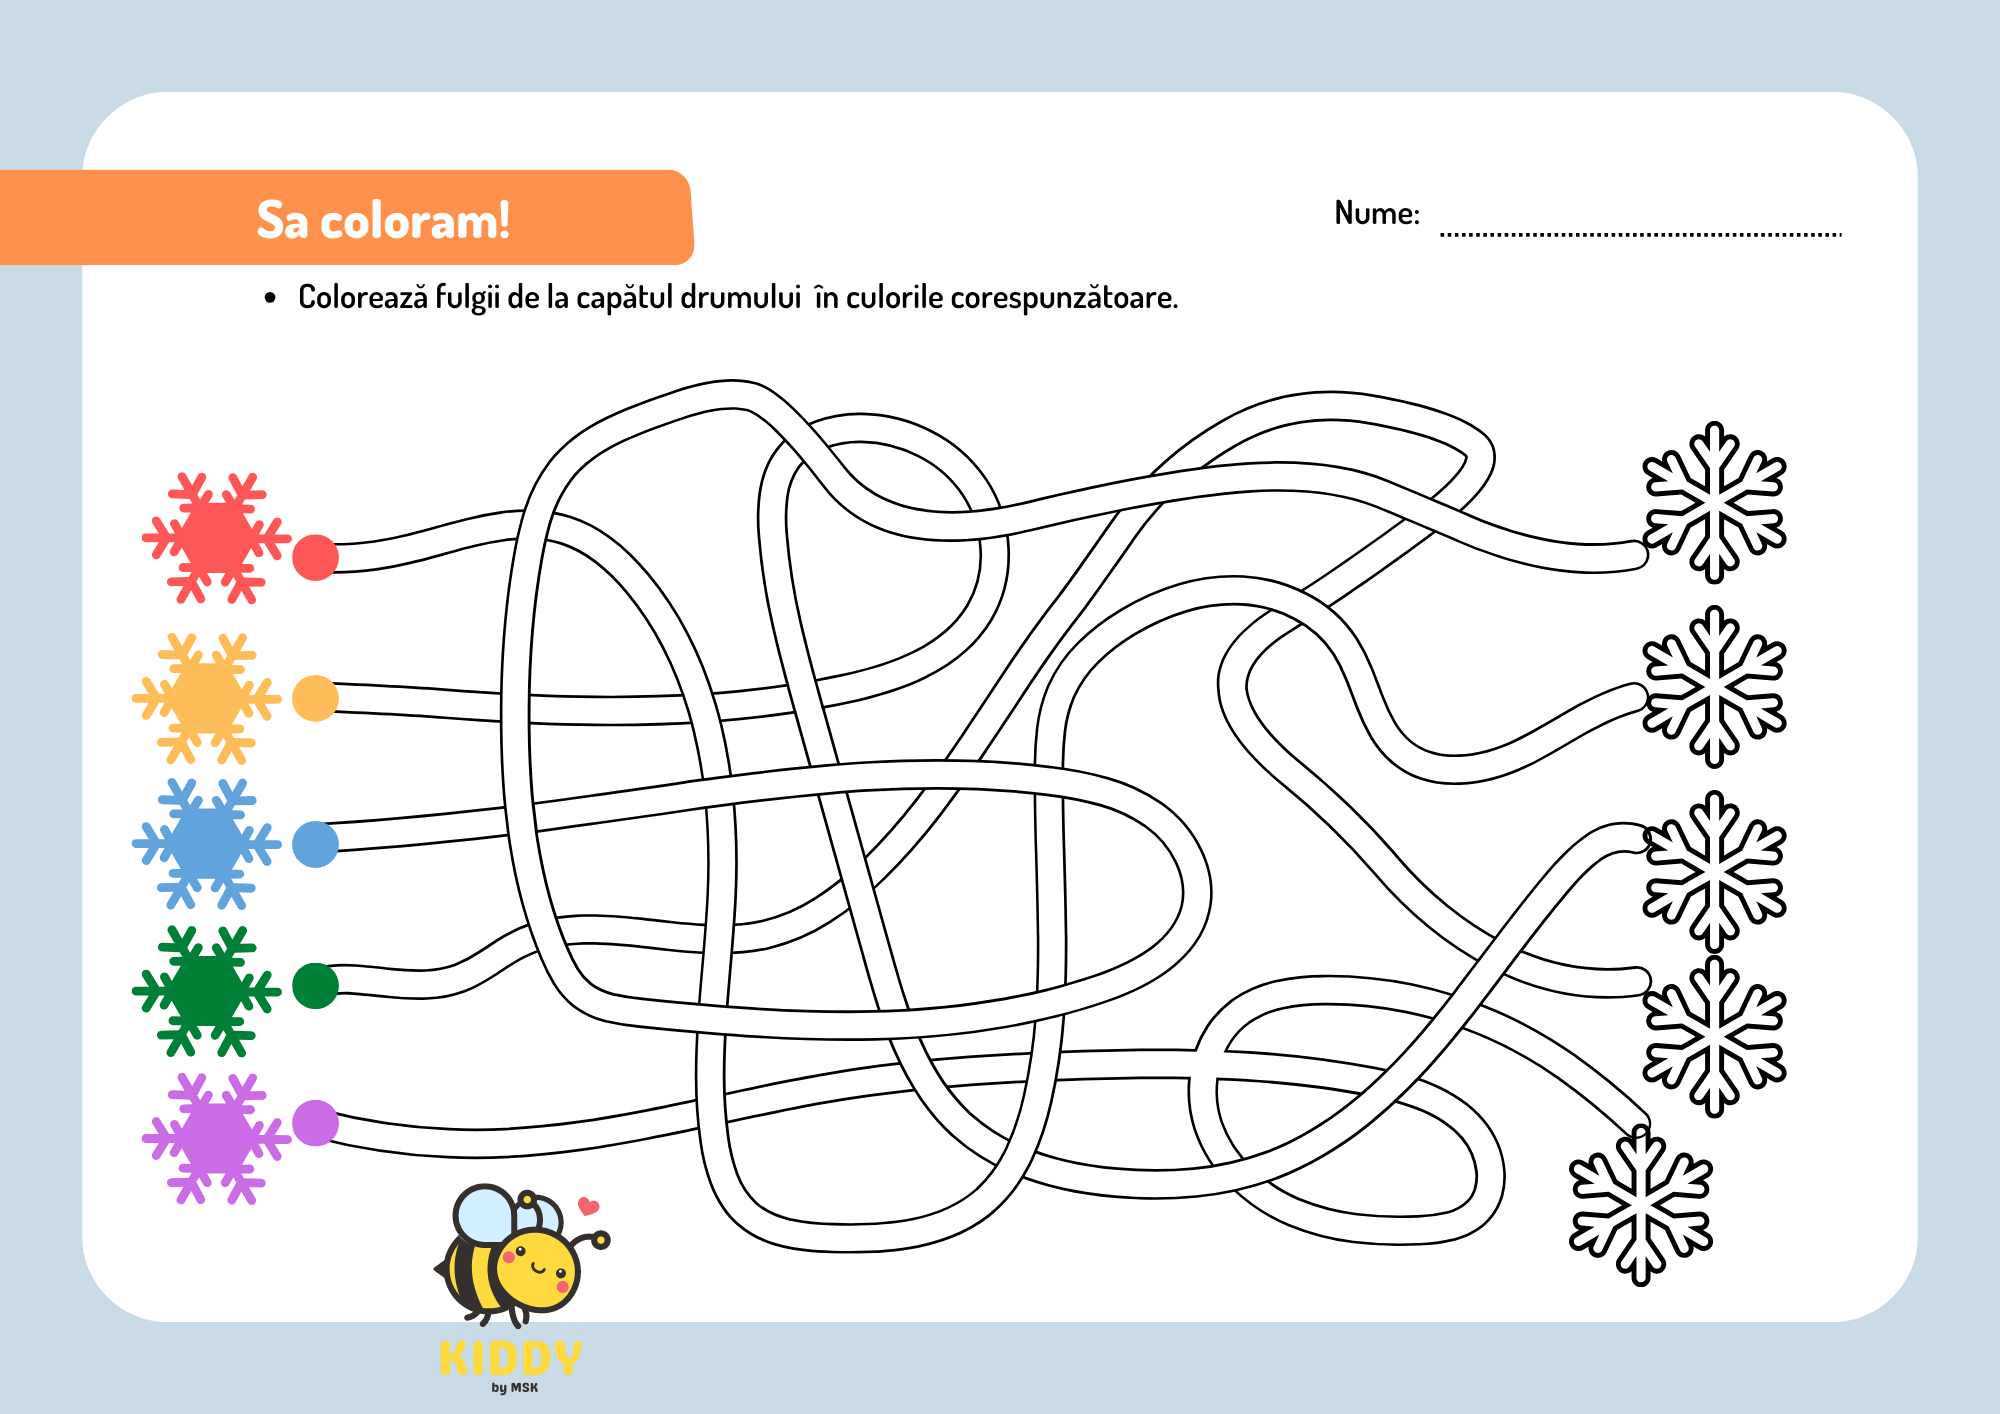 Sa coloram!
Nume:
Colorează fulgii de la capătul drumului în culorile corespunzătoare.
KIDDY
by MSK